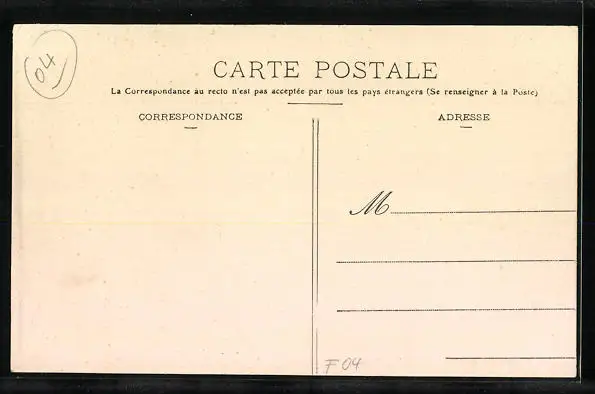 04
CARTE POSTALE
La Correspondance au recto n'est pas acceptée par tous les pays étrangers (Se renseigner à la Poste)
CORRESPONDANCE
ADRESSE
M
F 04